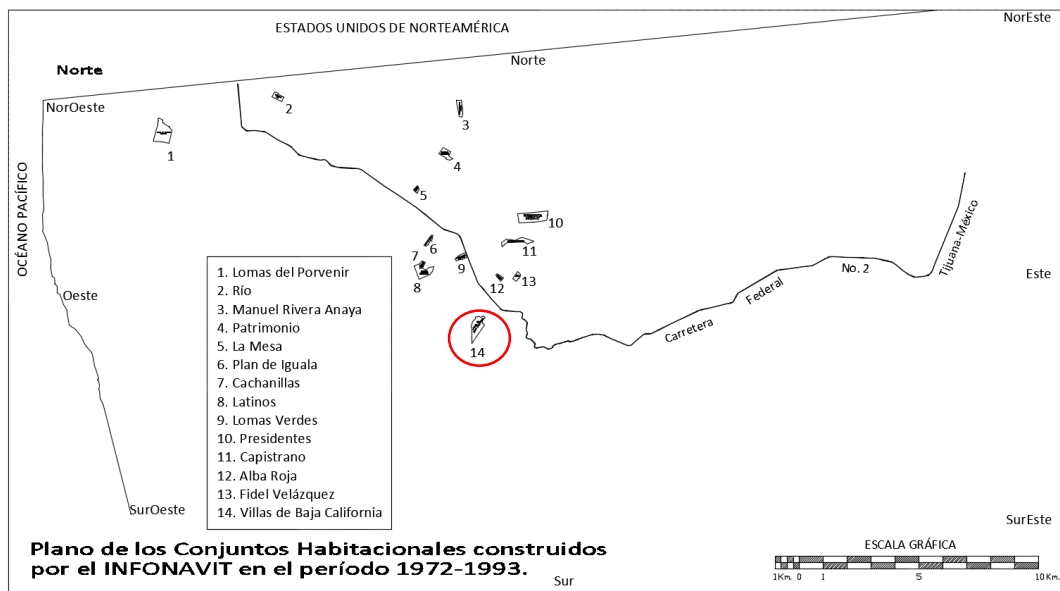 ESTADOS UNIDOS DE NORTEAMÉRICA
NorEste
Norte
Norte
NorOeste
1
2
3
4
5
6
7
8
9
10
11
12
13
14
OCÉANO PACÍFICO
Oeste
Este
SurOeste
SurEste
Sur
Carretera
Federal
No. 2
Tijuana-México
1. Lomas del Porvenir
2. Río
3. Manuel Rivera Anaya
4. Patrimonio
5. La Mesa
6. Plan de Iguala
7. Cachanillas
8. Latinos
9. Lomas Verdes
10. Presidentes
11. Capistrano
12. Alba Roja
13. Fidel Velázquez
14. Villas de Baja California
Plano de los Conjuntos Habitacionales construidos
por el INFONAVIT en el período 1972-1993.
ESCALA GRÁFICA
1Km. 0 1 5 10 Km.